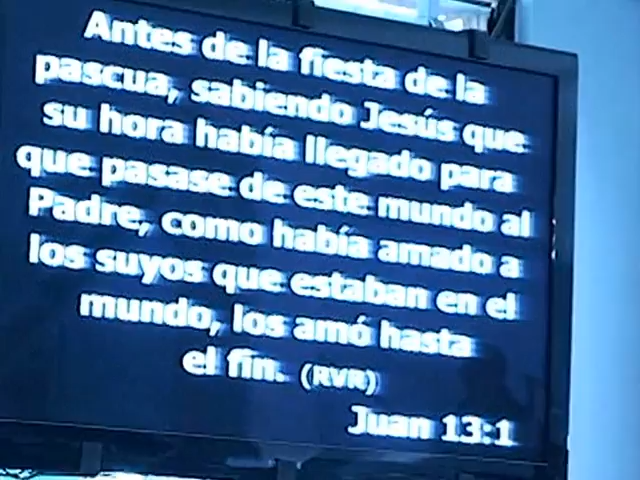 Antes de la fiesta de la
pascua, sabiendo Jesús que
su hora había llegado para
que pasase de este mundo al
Padre, como había amado a
los suyos que estaban en el
mundo, los amó hasta
el fin. (RVR)
Juan 13:1